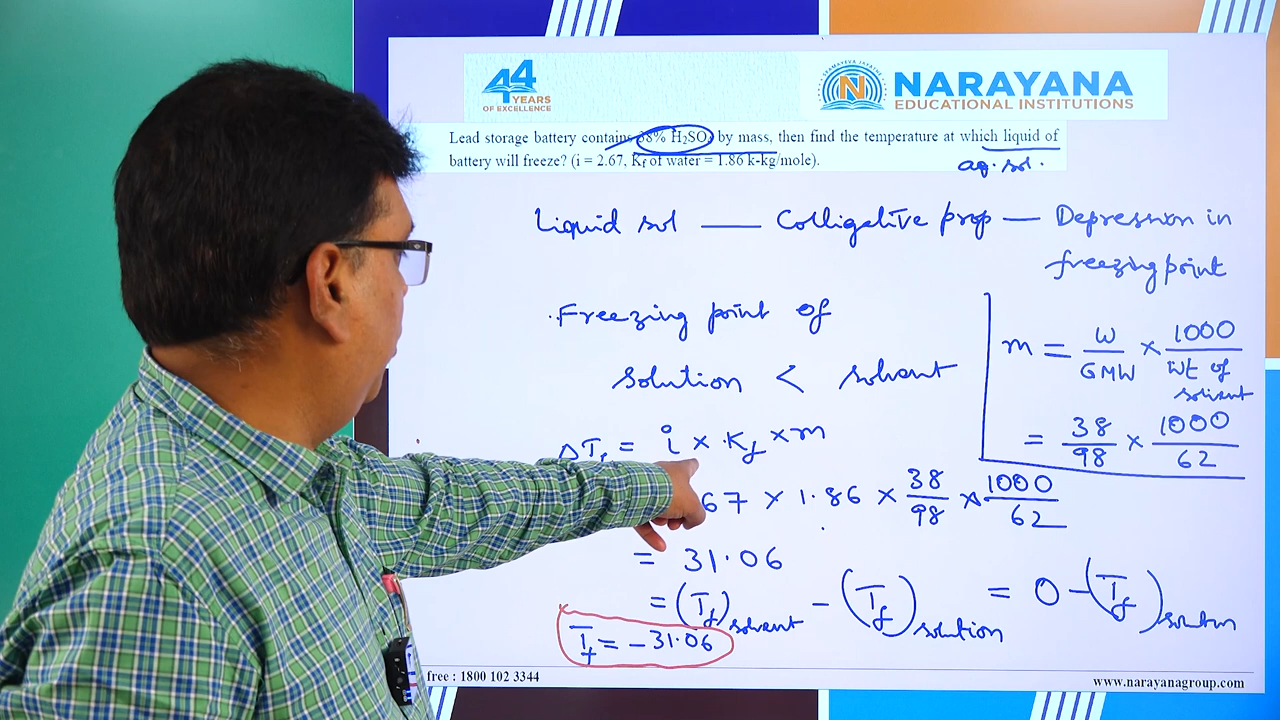 44
YEARS
OF EXCELLENCE
SATYAMEVA JAYATHE
N
NARAYANA
EDUCATIONAL INSTITUTIONS
Lead storage battery contains 38% H₂SO₄ by mass, then find the temperature at which liquid of
battery will freeze? (i = 2.67, Kf of water = 1.86 k-kg/mole).
aq. sol.
Liquid sol — Colligative prop — Depression in
freezing point
Freezing point of
solution < solvent
m = W/GMW × 1000/Wt of solvent
= 38/98 × 1000/62
ΔTf = i × Kf × m
67 × 1.86 × 38/98 × 1000/62
= 31.06
= (Tf)solvent − (Tf)solution = 0 − (Tf)solution
Tf = −31.06
free : 1800 102 3344
www.narayanagroup.com